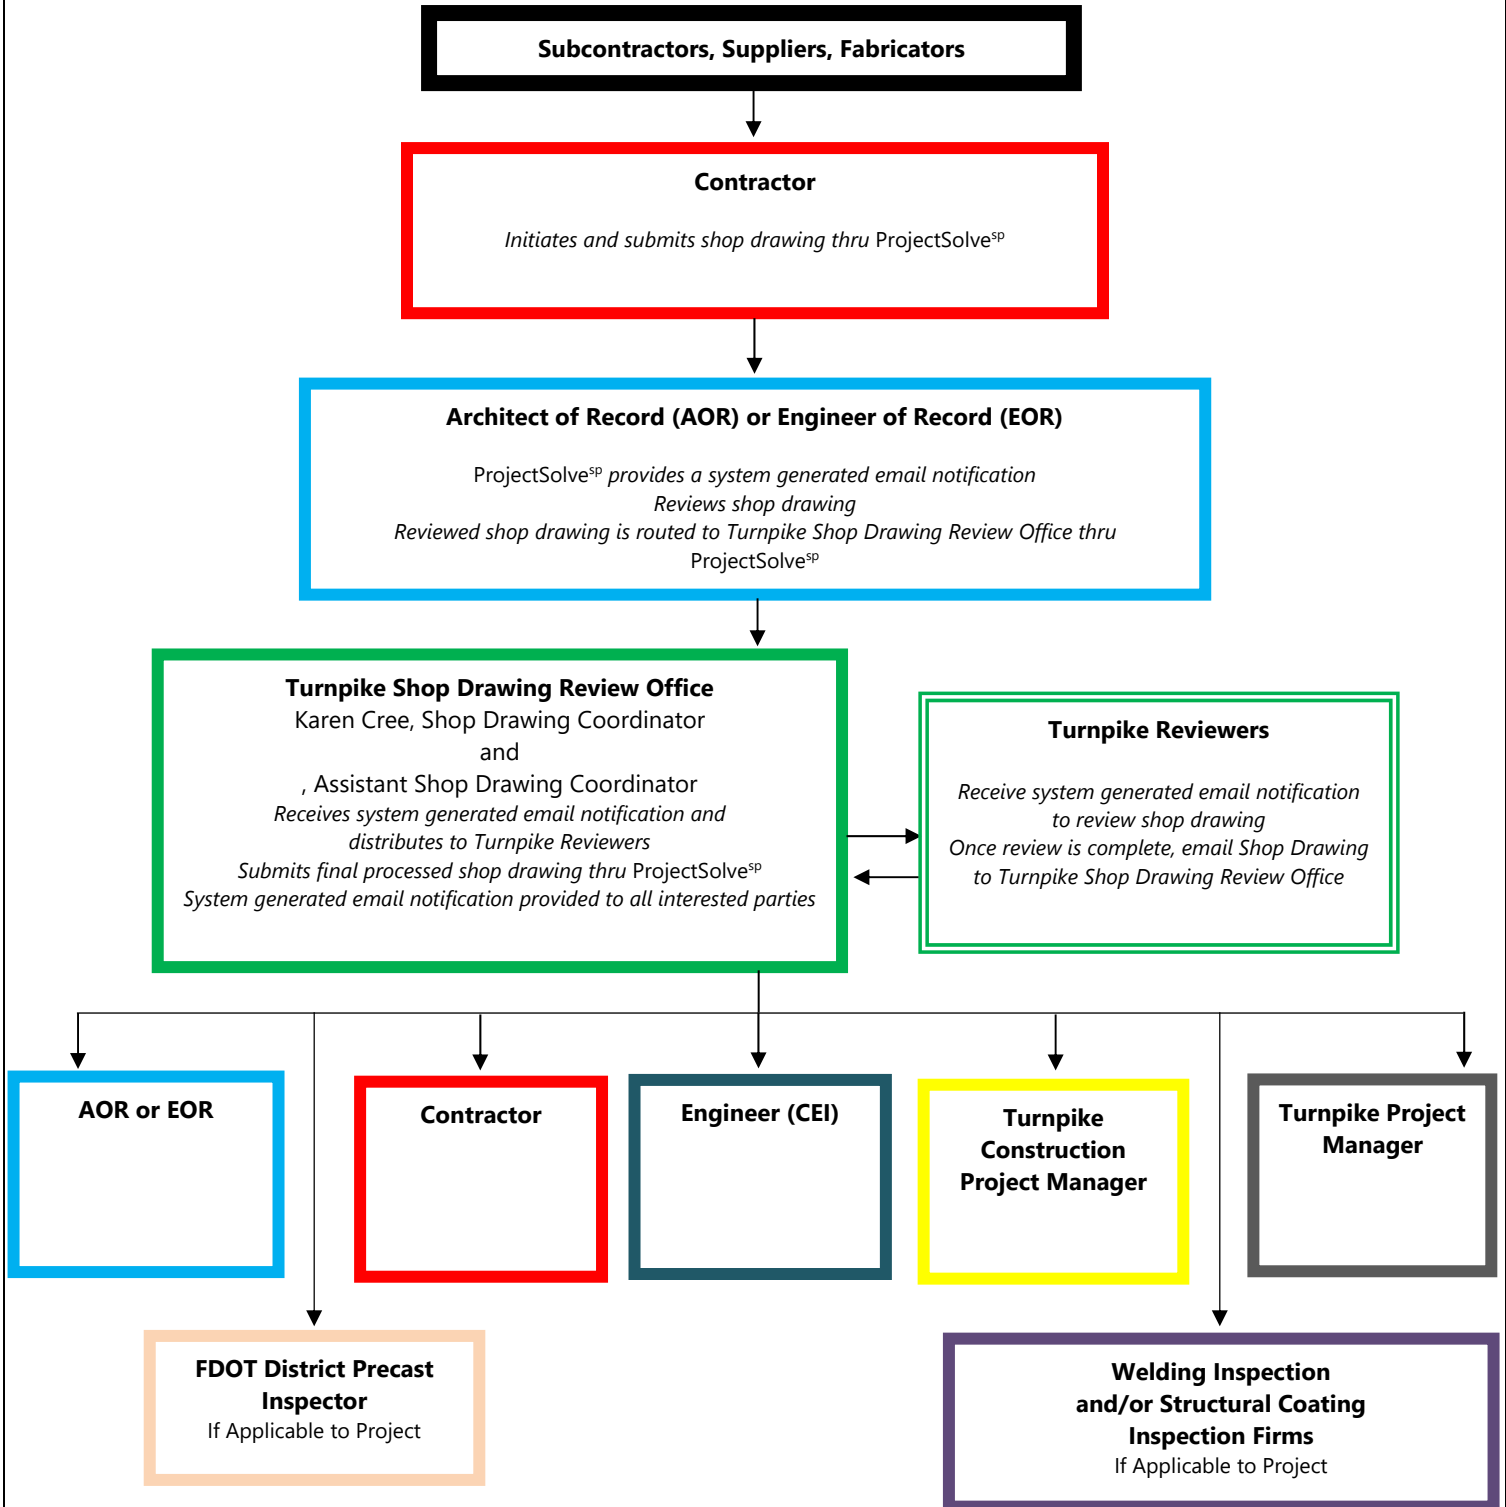 Subcontractors, Suppliers, Fabricators
Contractor
Initiates and submits shop drawing thru ProjectSolveˢᵖ
Architect of Record (AOR) or Engineer of Record (EOR)
ProjectSolveˢᵖ provides a system generated email notification
Reviews shop drawing
Reviewed shop drawing is routed to Turnpike Shop Drawing Review Office thru
ProjectSolveˢᵖ
Turnpike Shop Drawing Review Office
Karen Cree, Shop Drawing Coordinator
and
, Assistant Shop Drawing Coordinator
Receives system generated email notification and
distributes to Turnpike Reviewers
Submits final processed shop drawing thru ProjectSolveˢᵖ
System generated email notification provided to all interested parties
Turnpike Reviewers
Receive system generated email notification
to review shop drawing
Once review is complete, email Shop Drawing
to Turnpike Shop Drawing Review Office
AOR or EOR
Contractor
Engineer (CEI)
Turnpike
Construction
Project Manager
Turnpike Project
Manager
FDOT District Precast
Inspector
If Applicable to Project
Welding Inspection
and/or Structural Coating
Inspection Firms
If Applicable to Project